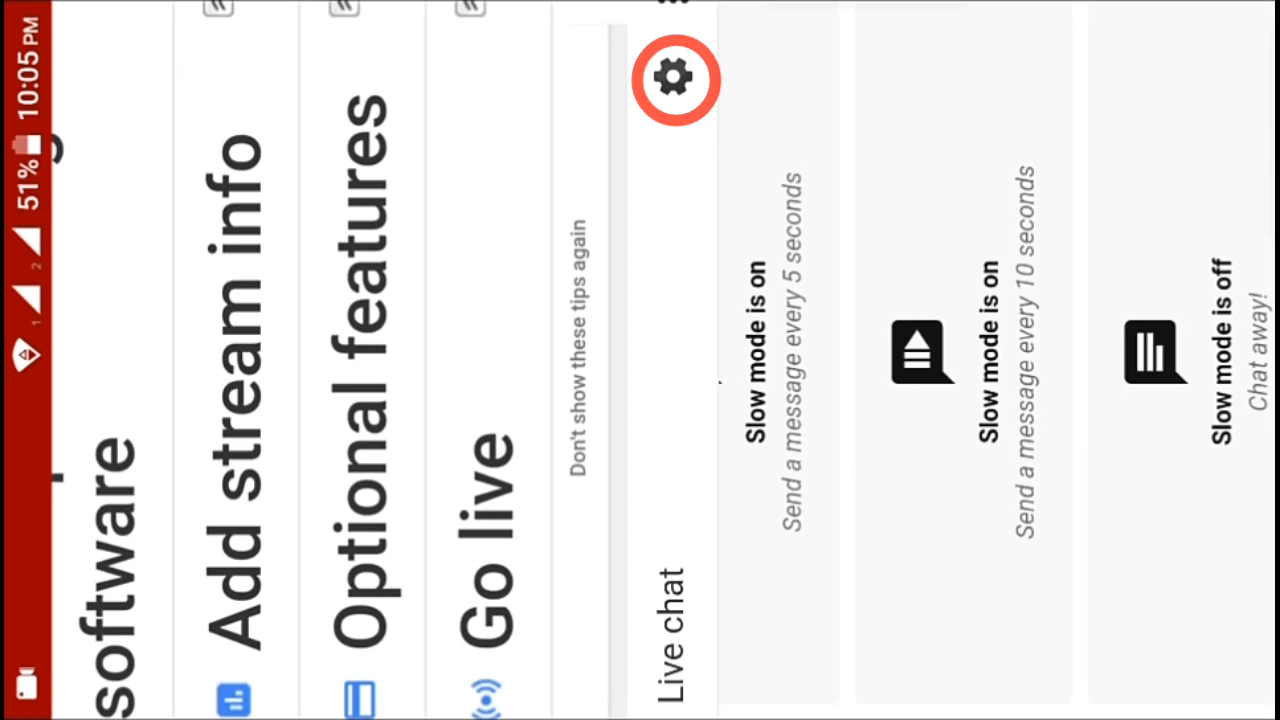 1 2 51% 10:05 PM
software
Add stream info
Optional features
Go live
Don't show these tips again
Live chat
Slow mode is on
Send a message every 5 seconds
Slow mode is on
Send a message every 10 seconds
Slow mode is off
Chat away!